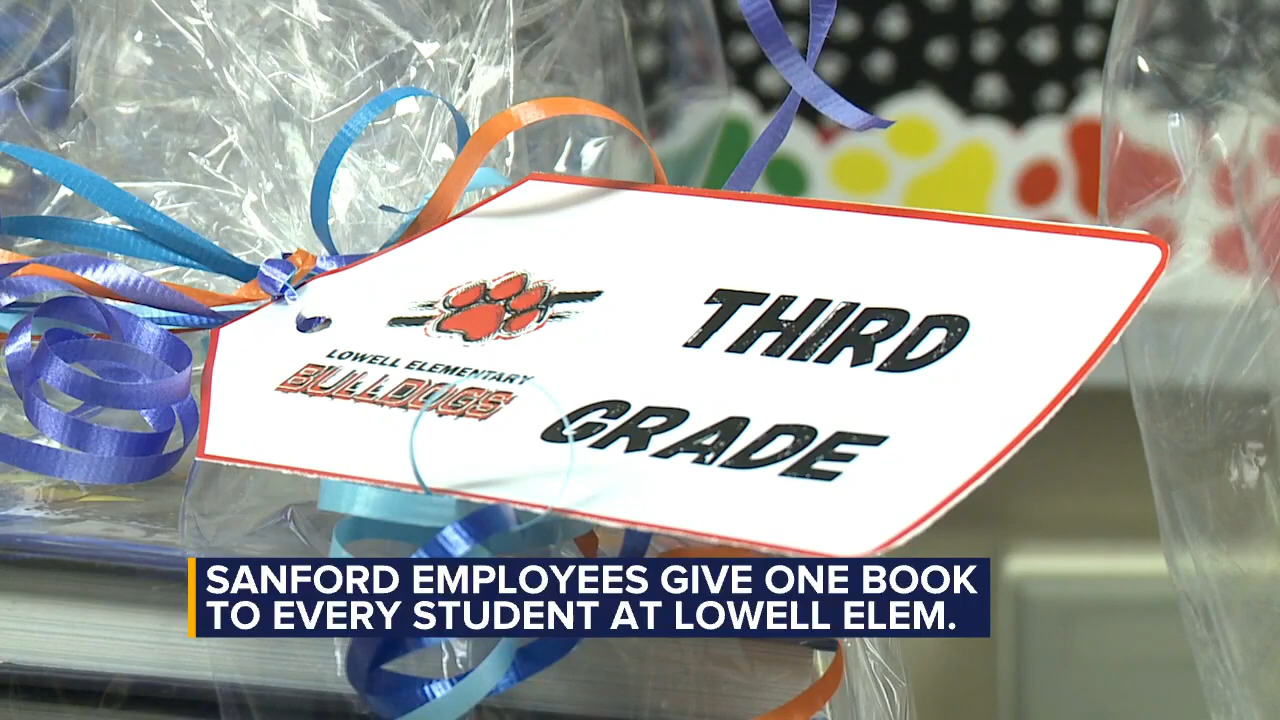 THIRD
GRADE
LOWELL ELEMENTARY
BULLDOGS
SANFORD EMPLOYEES GIVE ONE BOOK
TO EVERY STUDENT AT LOWELL ELEM.